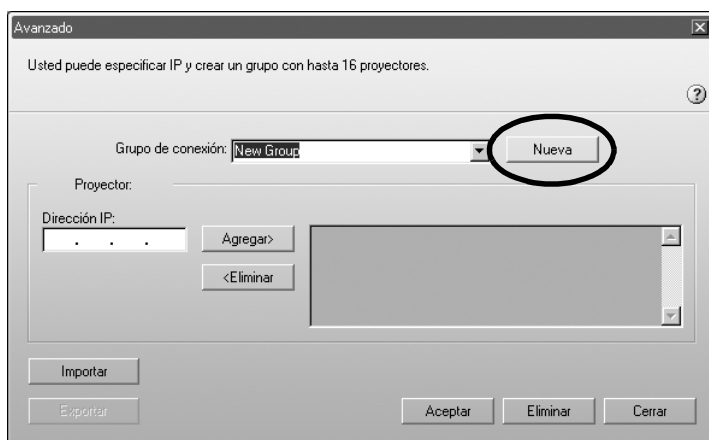 Avanzado
Usted puede especificar IP y crear un grupo con hasta 16 proyectores.
?
Grupo de conexión: New Group Nueva
Proyector:
Dirección IP:
. . . Agregar>
<Eliminar
Importar
Exportar Aceptar Eliminar Cerrar